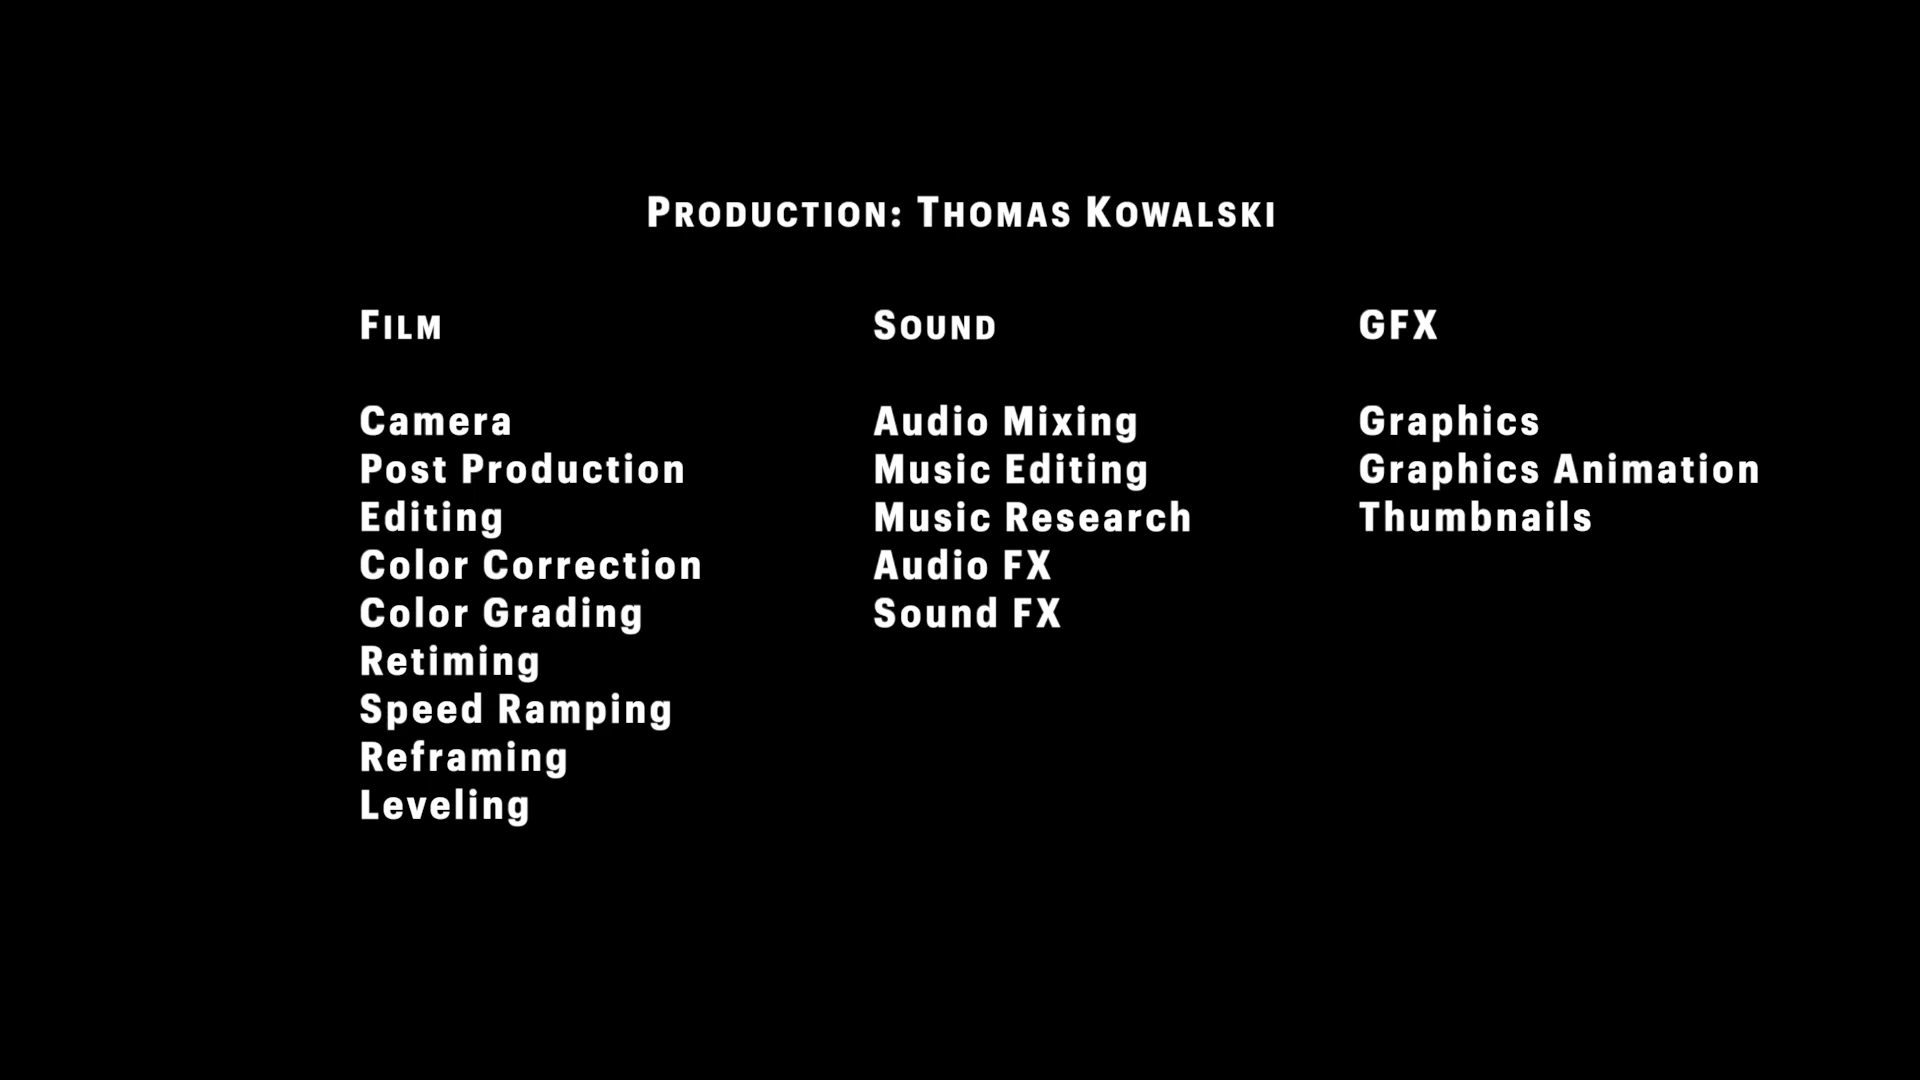 Production: Thomas Kowalski
Film
Camera
Post Production
Editing
Color Correction
Color Grading
Retiming
Speed Ramping
Reframing
Leveling
Sound
Audio Mixing
Music Editing
Music Research
Audio FX
Sound FX
GFX
Graphics
Graphics Animation
Thumbnails